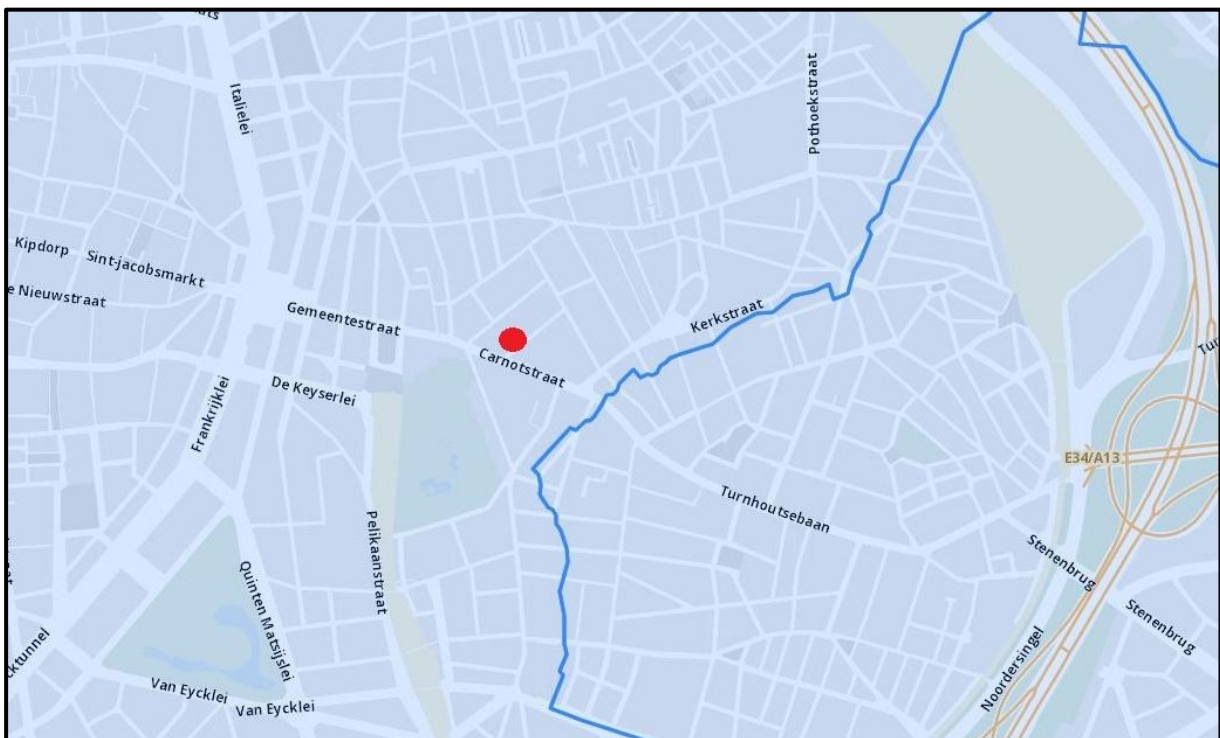 Italielei
Pothoekstraat
Kipdorp
Sint-jacobsmarkt
e Nieuwstraat
Gemeentestraat
Kerkstraat
Carnotstraat
De Keyserlei
Frankrijklei
E34/A13
Turnhoutsebaan
Pelikaanstraat
Stenenbrug
Quinten Matsijslei
Stenenbrug
Noordersingel
cktunnel
Van Eycklei
Van Eycklei